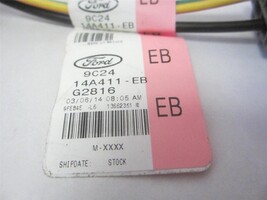 Ford
9C24
14A411-EB
EB
Ford
9C24
14A411-EB
G2816
EB
03/06/14 08:05 AM
M-XXXX
SHIPDATE: STOCK